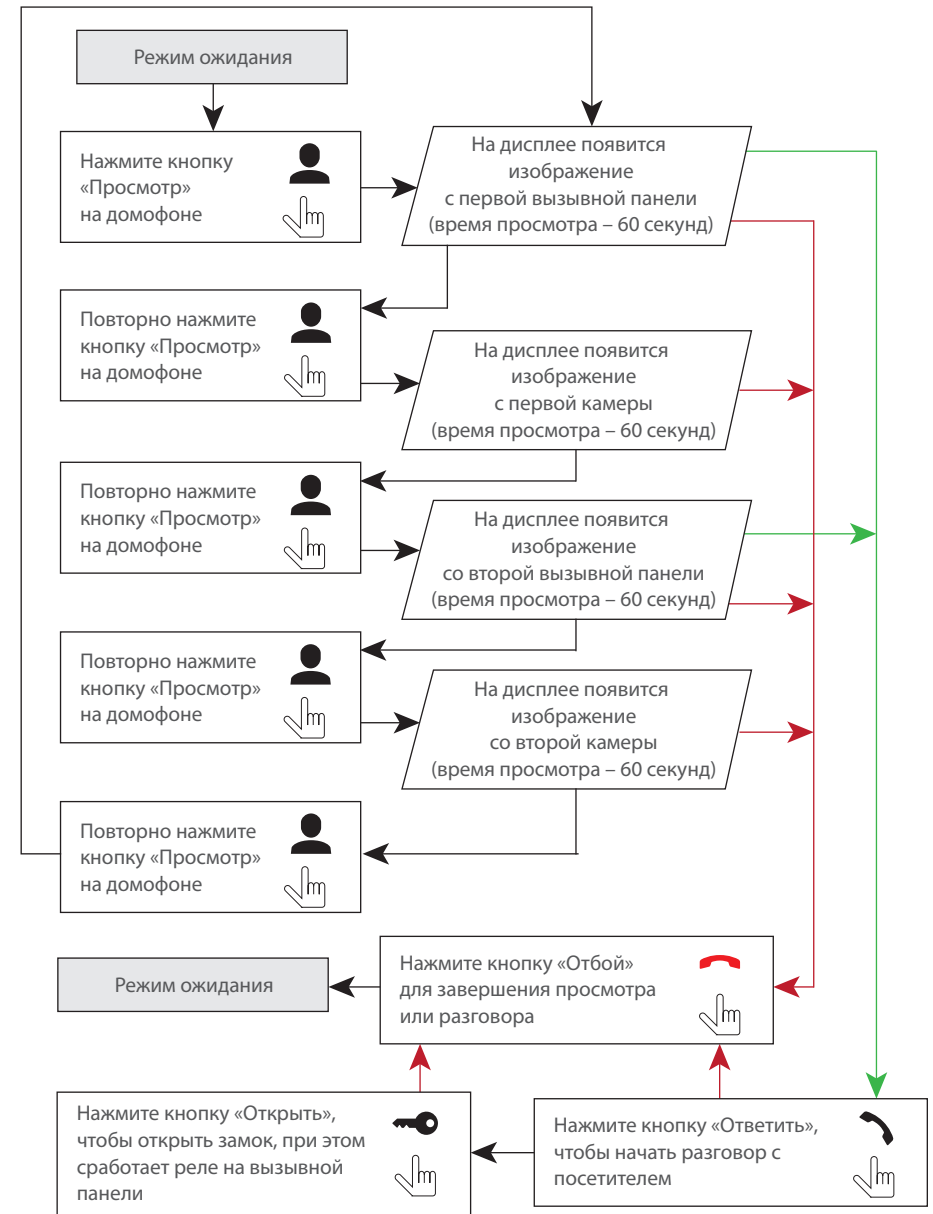 Режим ожидания
Нажмите кнопку
«Просмотр»
на домофоне
На дисплее появится
изображение
с первой вызывной панели
(время просмотра – 60 секунд)
Повторно нажмите
кнопку «Просмотр»
на домофоне
На дисплее появится
изображение
с первой камеры
(время просмотра – 60 секунд)
Повторно нажмите
кнопку «Просмотр»
на домофоне
На дисплее появится
изображение
со второй вызывной панели
(время просмотра – 60 секунд)
Повторно нажмите
кнопку «Просмотр»
на домофоне
На дисплее появится
изображение
со второй камеры
(время просмотра – 60 секунд)
Повторно нажмите
кнопку «Просмотр»
на домофоне
Нажмите кнопку «Отбой»
для завершения просмотра
или разговора
Режим ожидания
Нажмите кнопку «Открыть»,
чтобы открыть замок, при этом
сработает реле на вызывной
панели
Нажмите кнопку «Ответить»,
чтобы начать разговор с
посетителем